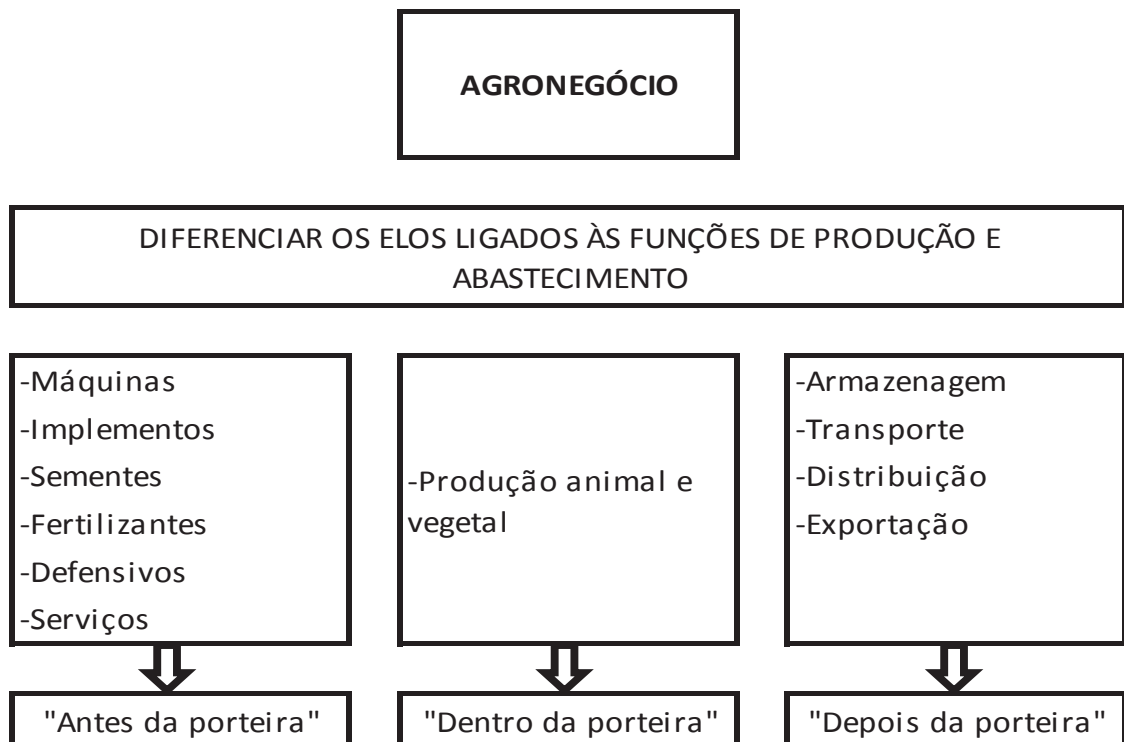 AGRONEGÓCIO
DIFERENCIAR OS ELOS LIGADOS ÀS FUNÇÕES DE PRODUÇÃO E
ABASTECIMENTO
-Máquinas
-Implementos
-Sementes
-Fertilizantes
-Defensivos
-Serviços
-Produção animal e
vegetal
-Armazenagem
-Transporte
-Distribuição
-Exportação
"Antes da porteira"
"Dentro da porteira"
"Depois da porteira"